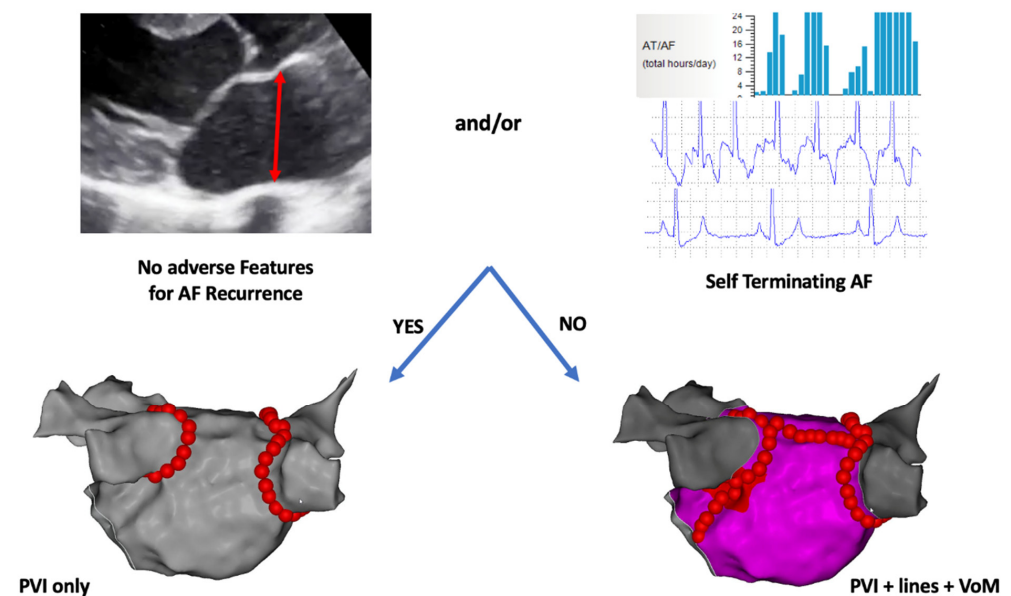 24
20
AT/AF
16
(total hours/day)
12
8
4
and/or
No adverse Features
for AF Recurrence
Self Terminating AF
YES
NO
PVI only
PVI + lines + VoM